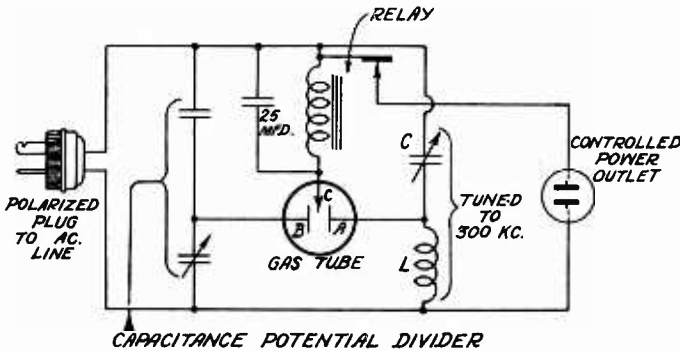 RELAY
25
MFD.
C
CONTROLLED
POWER
OUTLET
POLARIZED
PLUG
TO AC.
LINE
C
B
A
GAS TUBE
L
TUNED
TO
300 KC.
CAPACITANCE POTENTIAL DIVIDER